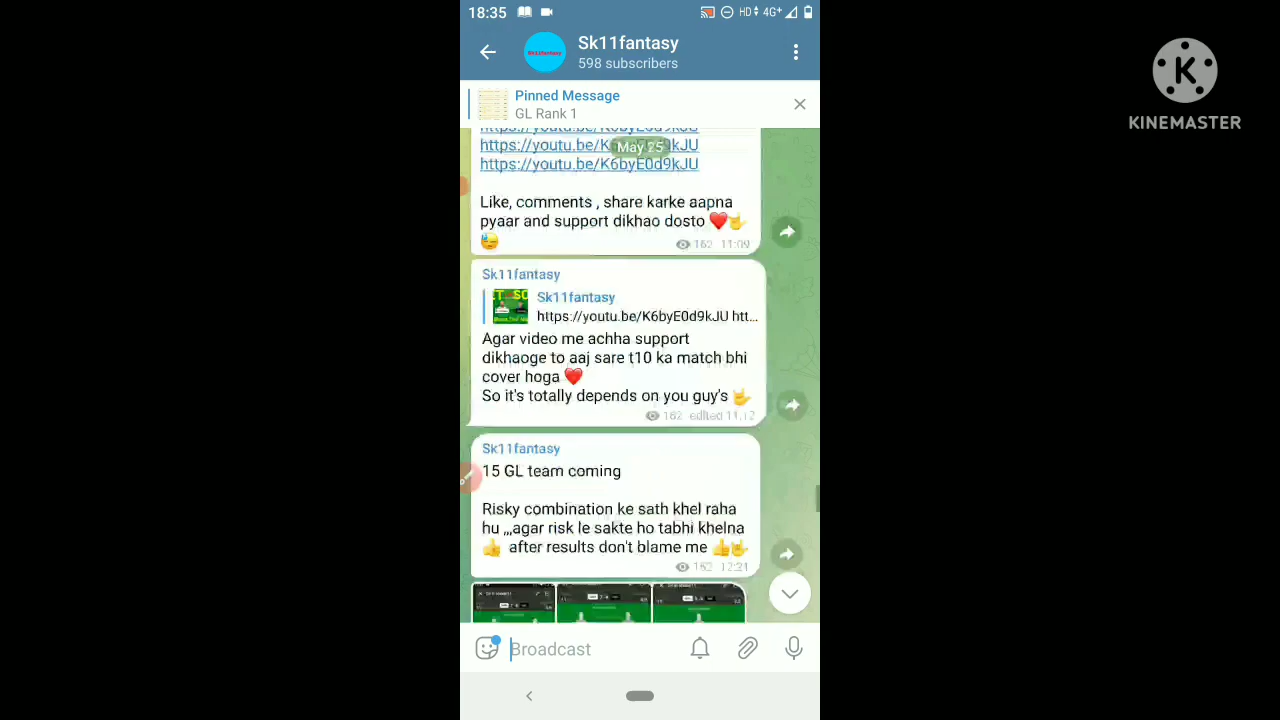 18:35
HD 4G+
Sk11fantasy
598 subscribers
Pinned Message
GL Rank 1
https://youtu.be/K6byE0d9kJU
May 25
https://youtu.be/K6byE0d9kJU
https://youtu.be/K6byE0d9kJU
Like, comments , share karke aapna
pyaar and support dikhao dosto ❤️🤟
😅
162 11:09
Sk11fantasy
Sk11fantasy
https://youtu.be/K6byE0d9kJU htt...
Agar video me achha support
dikhaoge to aaj sare t10 ka match bhi
cover hoga ❤️
So it's totally depends on you guy's 🤟
162 edited 11:12
Sk11fantasy
15 GL team coming
Risky combination ke sath khel raha
hu ,,,agar risk le sakte ho tabhi khelna
👍 after results don't blame me 👍🤟
162 12:21
Broadcast
K
KINEMASTER